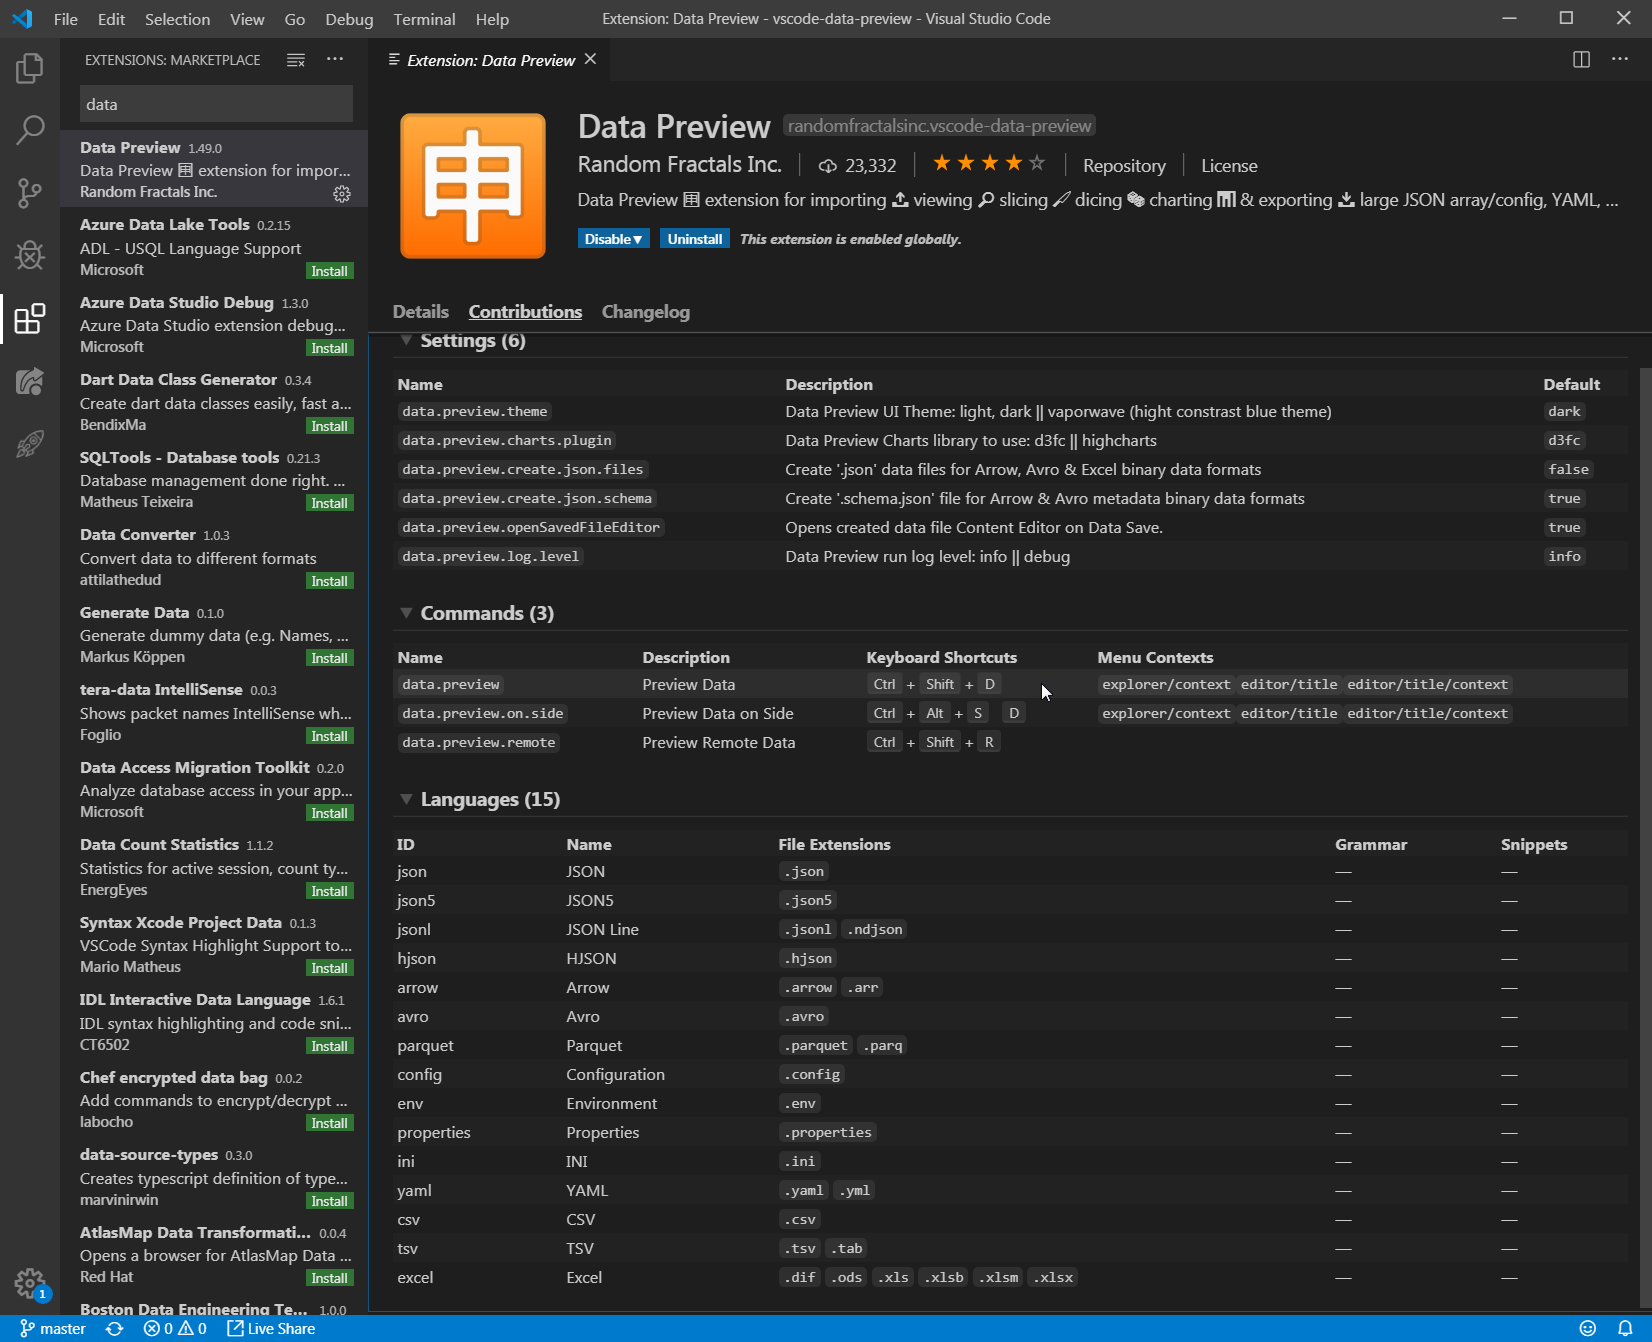 File Edit Selection View Go Debug Terminal Help
Extension: Data Preview - vscode-data-preview - Visual Studio Code
EXTENSIONS: MARKETPLACE
data
Data Preview 1.49.0
Data Preview 🈸 extension for impor...
Random Fractals Inc.
Azure Data Lake Tools 0.2.15
ADL - USQL Language Support
Microsoft
Install
Azure Data Studio Debug 1.3.0
Azure Data Studio extension debug...
Microsoft
Install
Dart Data Class Generator 0.3.4
Create dart data classes easily, fast a...
BendixMa
Install
SQLTools - Database tools 0.21.3
Database management done right. ...
Matheus Teixeira
Install
Data Converter 1.0.3
Convert data to different formats
attilathedud
Install
Generate Data 0.1.0
Generate dummy data (e.g. Names, ...
Markus Köppen
Install
tera-data IntelliSense 0.0.3
Shows packet names IntelliSense wh...
Foglio
Install
Data Access Migration Toolkit 0.2.0
Analyze database access in your app...
Microsoft
Install
Data Count Statistics 1.1.2
Statistics for active session, count ty...
EnergEyes
Install
Syntax Xcode Project Data 0.1.3
VSCode Syntax Highlight Support to...
Mario Matheus
Install
IDL Interactive Data Language 1.6.1
IDL syntax highlighting and code sni...
CT6502
Install
Chef encrypted data bag 0.0.2
Add commands to encrypt/decrypt ...
labocho
Install
data-source-types 0.3.0
Creates typescript definition of type...
marvinirwin
Install
AtlasMap Data Transformati... 0.0.4
Opens a browser for AtlasMap Data ...
Red Hat
Install
Boston Data Engineering Te... 1.0.0
Extension: Data Preview
申
Data Preview randomfractalsinc.vscode-data-preview
Random Fractals Inc. 23,332 ★★★★☆ Repository License
Data Preview 🈸 extension for importing 📤 viewing 🔎 slicing 🔪 dicing 🎲 charting 📊 & exporting 📥 large JSON array/config, YAML, ...
Disable▼ Uninstall This extension is enabled globally.
Details Contributions Changelog
Settings (6)
Name Description Default
data.preview.theme Data Preview UI Theme: light, dark || vaporwave (hight constrast blue theme) dark
data.preview.charts.plugin Data Preview Charts library to use: d3fc || highcharts d3fc
data.preview.create.json.files Create '.json' data files for Arrow, Avro & Excel binary data formats false
data.preview.create.json.schema Create '.schema.json' file for Arrow & Avro metadata binary data formats true
data.preview.openSavedFileEditor Opens created data file Content Editor on Data Save. true
data.preview.log.level Data Preview run log level: info || debug info
Commands (3)
Name Description Keyboard Shortcuts Menu Contexts
data.preview Preview Data Ctrl + Shift + D explorer/context editor/title editor/title/context
data.preview.on.side Preview Data on Side Ctrl + Alt + S D explorer/context editor/title editor/title/context
data.preview.remote Preview Remote Data Ctrl + Shift + R
Languages (15)
ID Name File Extensions Grammar Snippets
json JSON .json — —
json5 JSON5 .json5 — —
jsonl JSON Line .jsonl .ndjson — —
hjson HJSON .hjson — —
arrow Arrow .arrow .arr — —
avro Avro .avro — —
parquet Parquet .parquet .parq — —
config Configuration .config — —
env Environment .env — —
properties Properties .properties — —
ini INI .ini — —
yaml YAML .yaml .yml — —
csv CSV .csv — —
tsv TSV .tsv .tab — —
excel Excel .dif .ods .xls .xlsb .xlsm .xlsx — —
1
master 0 0 Live Share